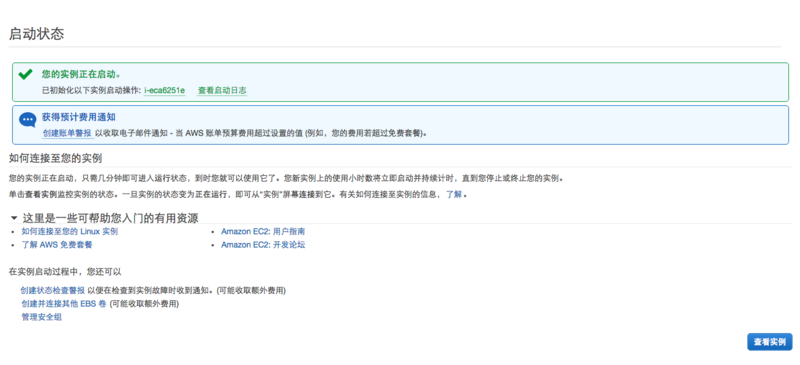 启动状态
您的实例正在启动。
已初始化以下实例启动操作: i-eca6251e 查看启动日志
获得预计费用通知
创建账单警报 以收取电子邮件通知 - 当 AWS 账单预算费用超过设置的值 (例如，您的费用若超过免费套餐)。
如何连接至您的实例
您的实例正在启动，只需几分钟即可进入运行状态，到时您就可以使用它了。您新实例上的使用小时数将立即启动并持续计时，直到您停止或终止您的实例。
单击查看实例监控实例的状态。一旦实例的状态变为正在运行，即可从“实例”屏幕连接到它。有关如何连接至实例的信息，了解 。
这里是一些可帮助您入门的有用资源
• 如何连接至您的 Linux 实例 • Amazon EC2: 用户指南
• 了解 AWS 免费套餐 • Amazon EC2: 开发论坛
在实例启动过程中，您还可以
创建状态检查警报 以便在检查到实例故障时收到通知。(可能收取额外费用)
创建并连接其他 EBS 卷 (可能收取额外费用)
管理安全组
查看实例